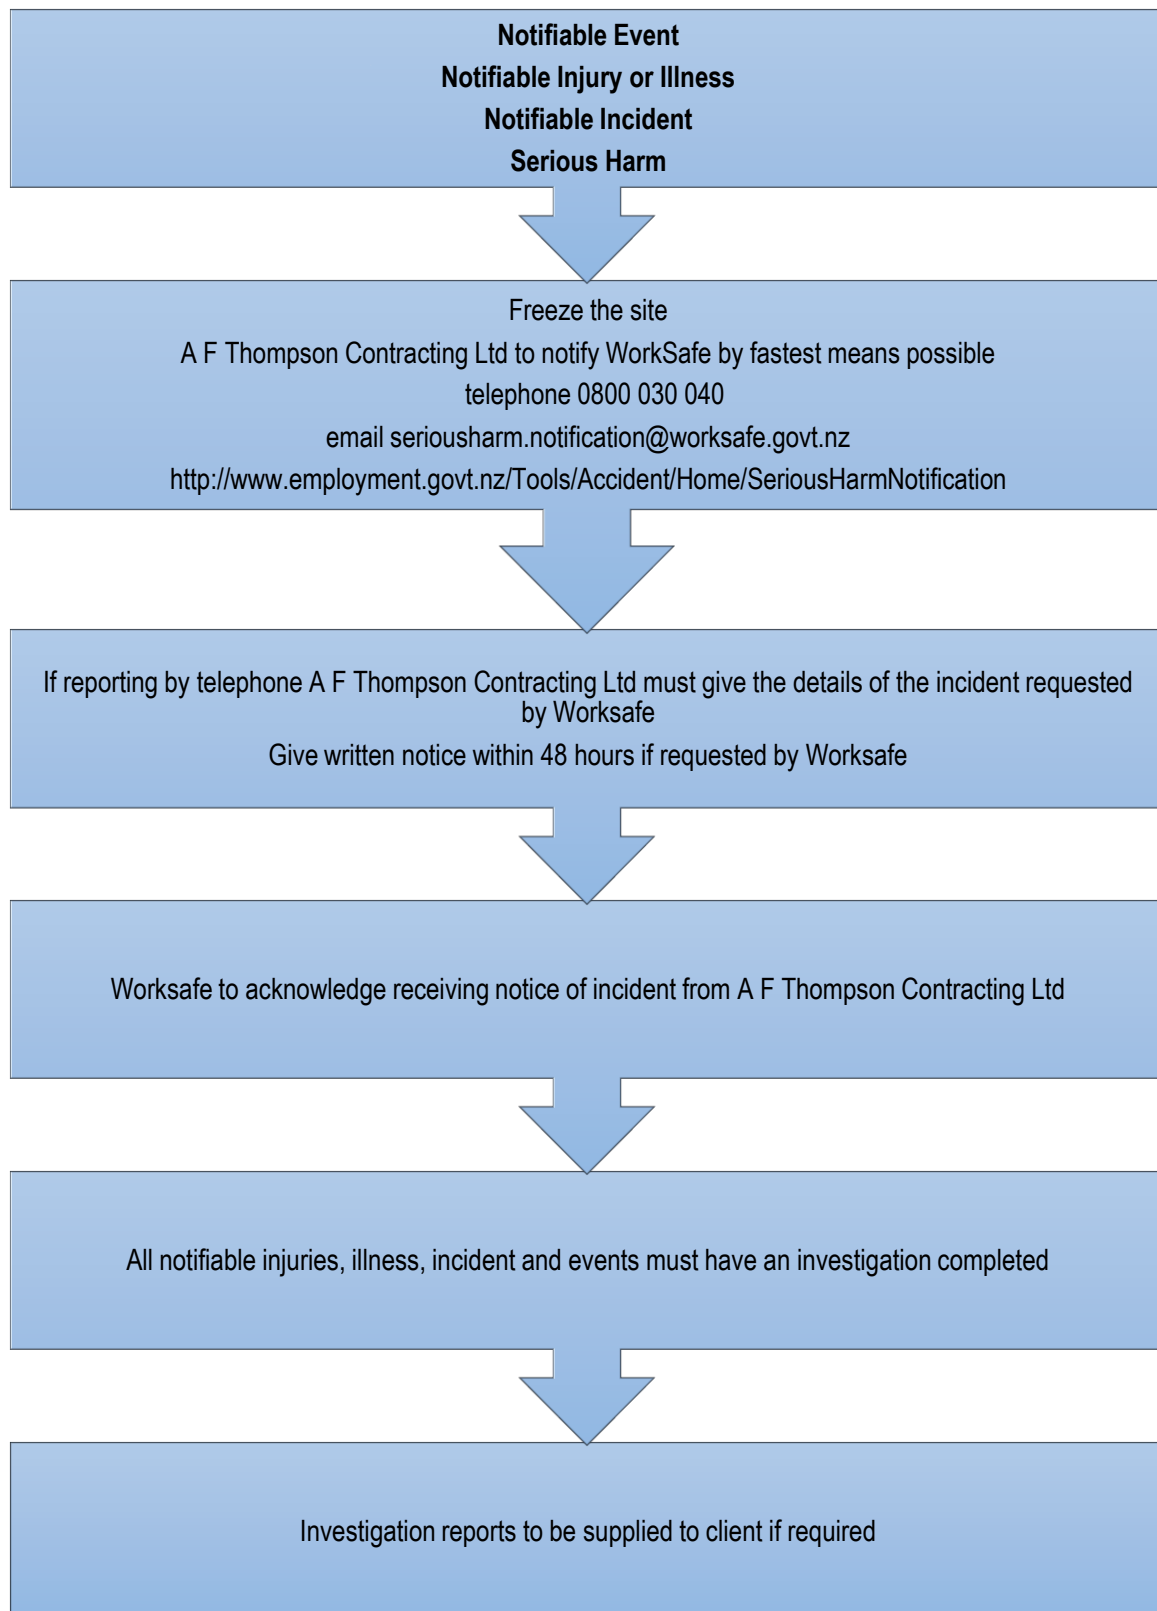 Notifiable Event
Notifiable Injury or Illness
Notifiable Incident
Serious Harm
Freeze the site
A F Thompson Contracting Ltd to notify WorkSafe by fastest means possible
telephone 0800 030 040
email seriousharm.notification@worksafe.govt.nz
http://www.employment.govt.nz/Tools/Accident/Home/SeriousHarmNotification
If reporting by telephone A F Thompson Contracting Ltd must give the details of the incident requested
by Worksafe
Give written notice within 48 hours if requested by Worksafe
Worksafe to acknowledge receiving notice of incident from A F Thompson Contracting Ltd
All notifiable injuries, illness, incident and events must have an investigation completed
Investigation reports to be supplied to client if required